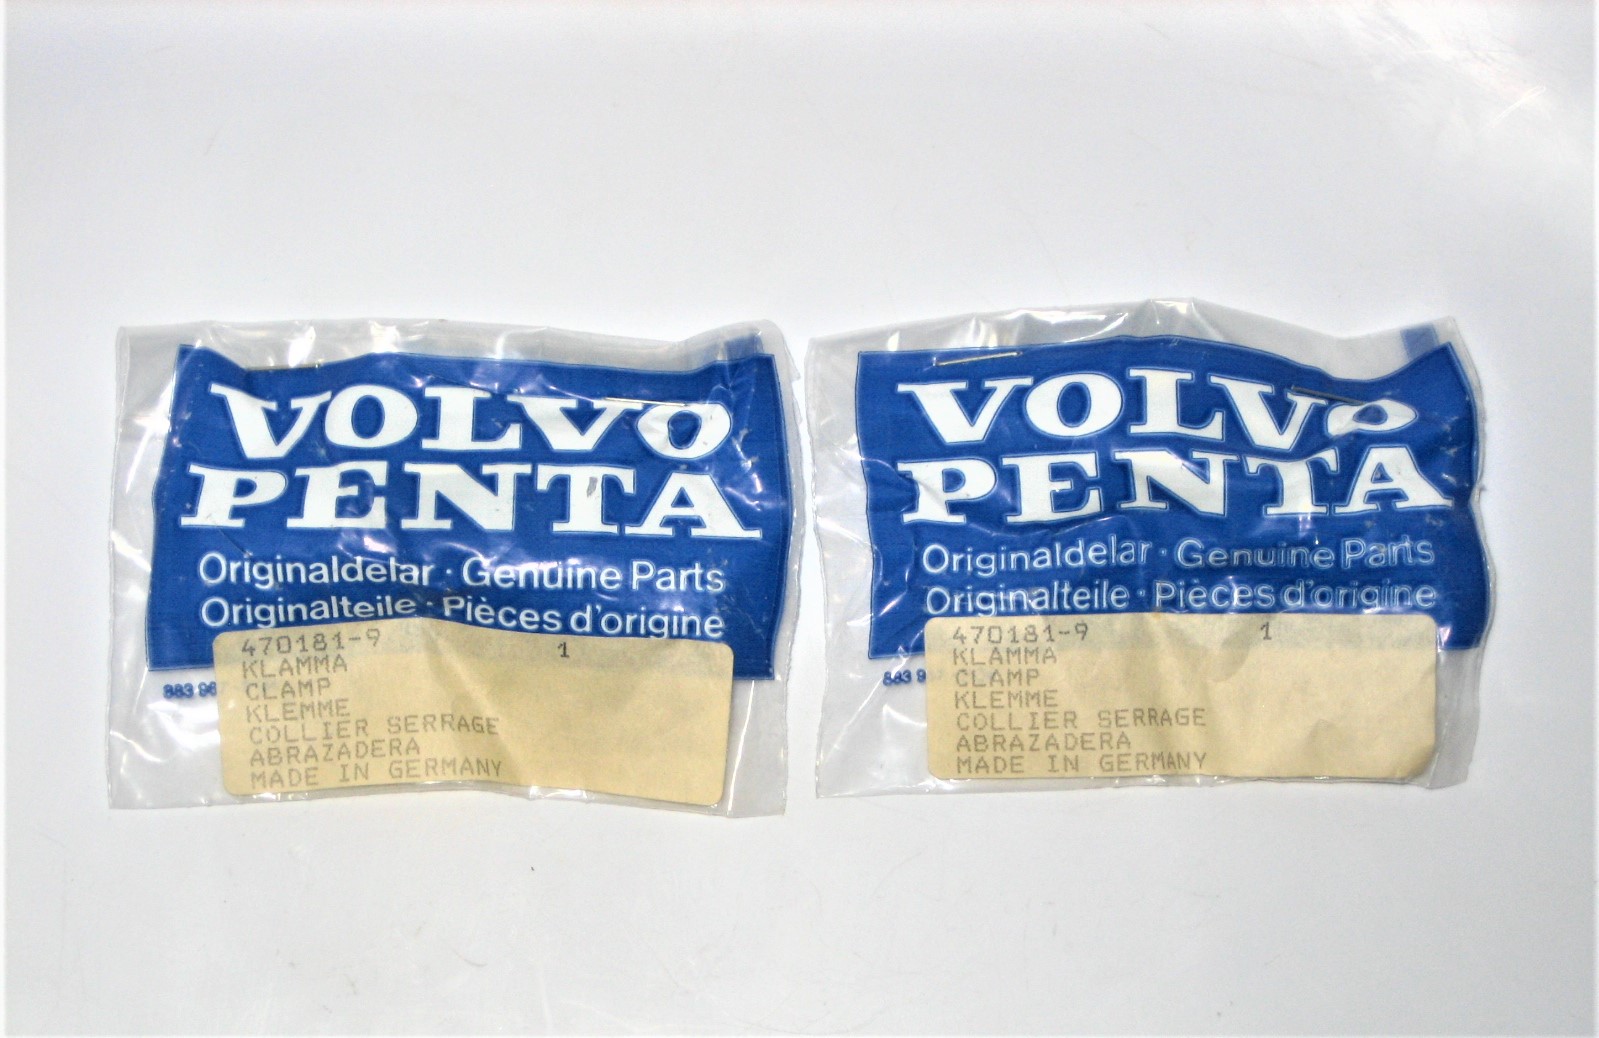 VOLVO
PENTA
Originaldelar · Genuine Parts
Originalteile · Pièces d'origine
470181-9 1
KLAMMA
CLAMP
KLEMME
COLLIER SERRAGE
ABRAZADERA
MADE IN GERMANY
883
VOLVO
PENTA
Originaldelar · Genuine Parts
Originalteile · Pièces d'origine
470181-9 1
KLAMMA
CLAMP
KLEMME
COLLIER SERRAGE
ABRAZADERA
MADE IN GERMANY
883